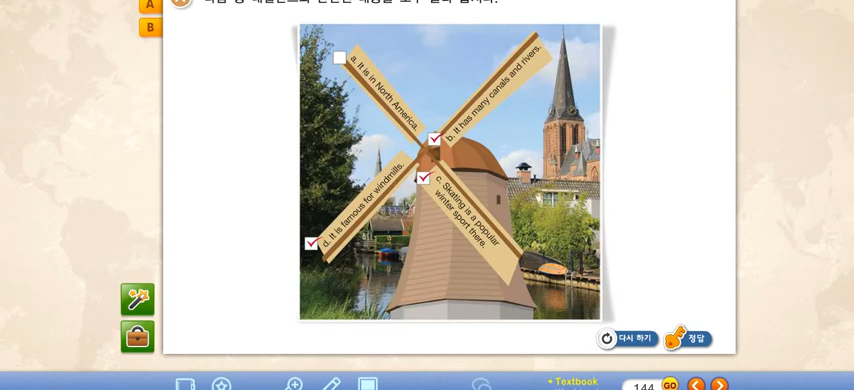 A
B
a. It is in North America.
b. It has many canals and rivers.
c. Skating is a popular
winter sport there.
d. It is famous for windmills.
다시 하기
정답
• Textbook
144
GO